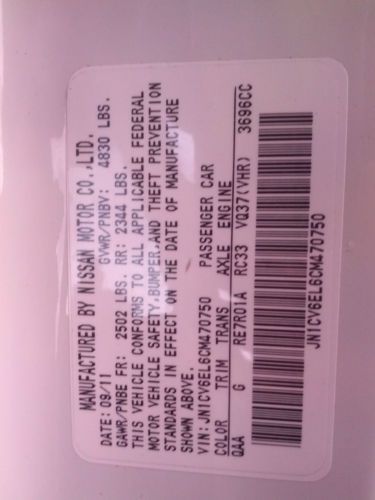 MANUFACTURED BY NISSAN MOTOR CO.,LTD.
DATE: 09/11 GVWR/PNBV: 4830 LBS.
GAWR/PNBE FR: 2502 LBS. RR: 2344 LBS.
THIS VEHICLE CONFORMS TO ALL APPLICABLE FEDERAL
MOTOR VEHICLE SAFETY,BUMPER,AND THEFT PREVENTION
STANDARDS IN EFFECT ON THE DATE OF MANUFACTURE
SHOWN ABOVE.
VIN:JN1CV6EL6CM470750 PASSENGER CAR
COLOR TRIM TRANS AXLE ENGINE
QAA G RE7R01A RC33 VQ37(VHR) 3696CC
JN1CV6EL6CM470750